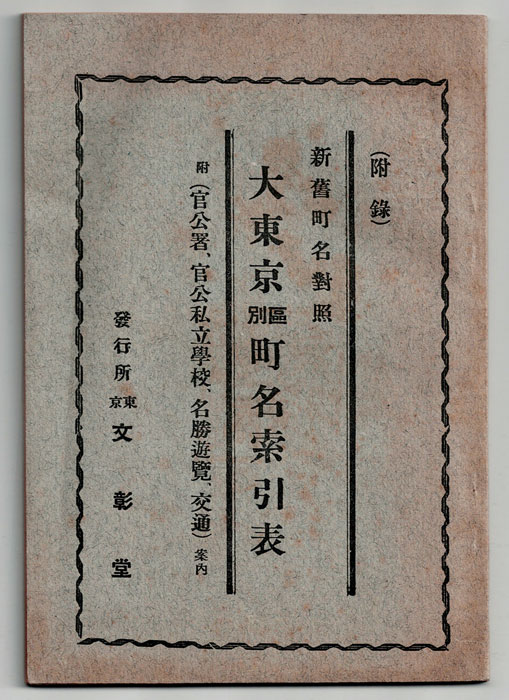 (附錄)
新舊町名對照
大東京區別町名索引表
附(官公署、官公私立學校、名勝遊覽、交通)案內
發行所東京文彰堂